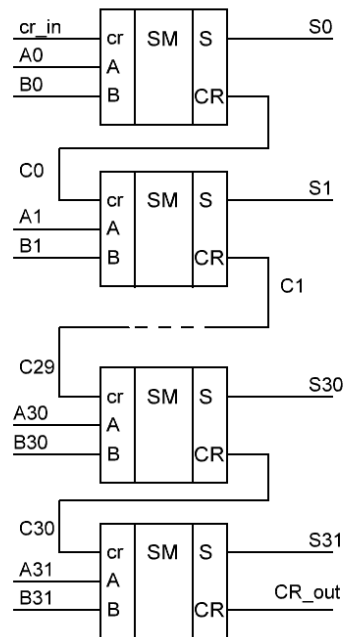 cr_in cr SM S S0
A0 A
B0 B CR
C0
cr SM S S1
A1 A
B1 B CR
C1
C29
cr SM S S30
A30 A
B30 B CR
C30
cr SM S S31
A31 A
B31 B CR CR_out